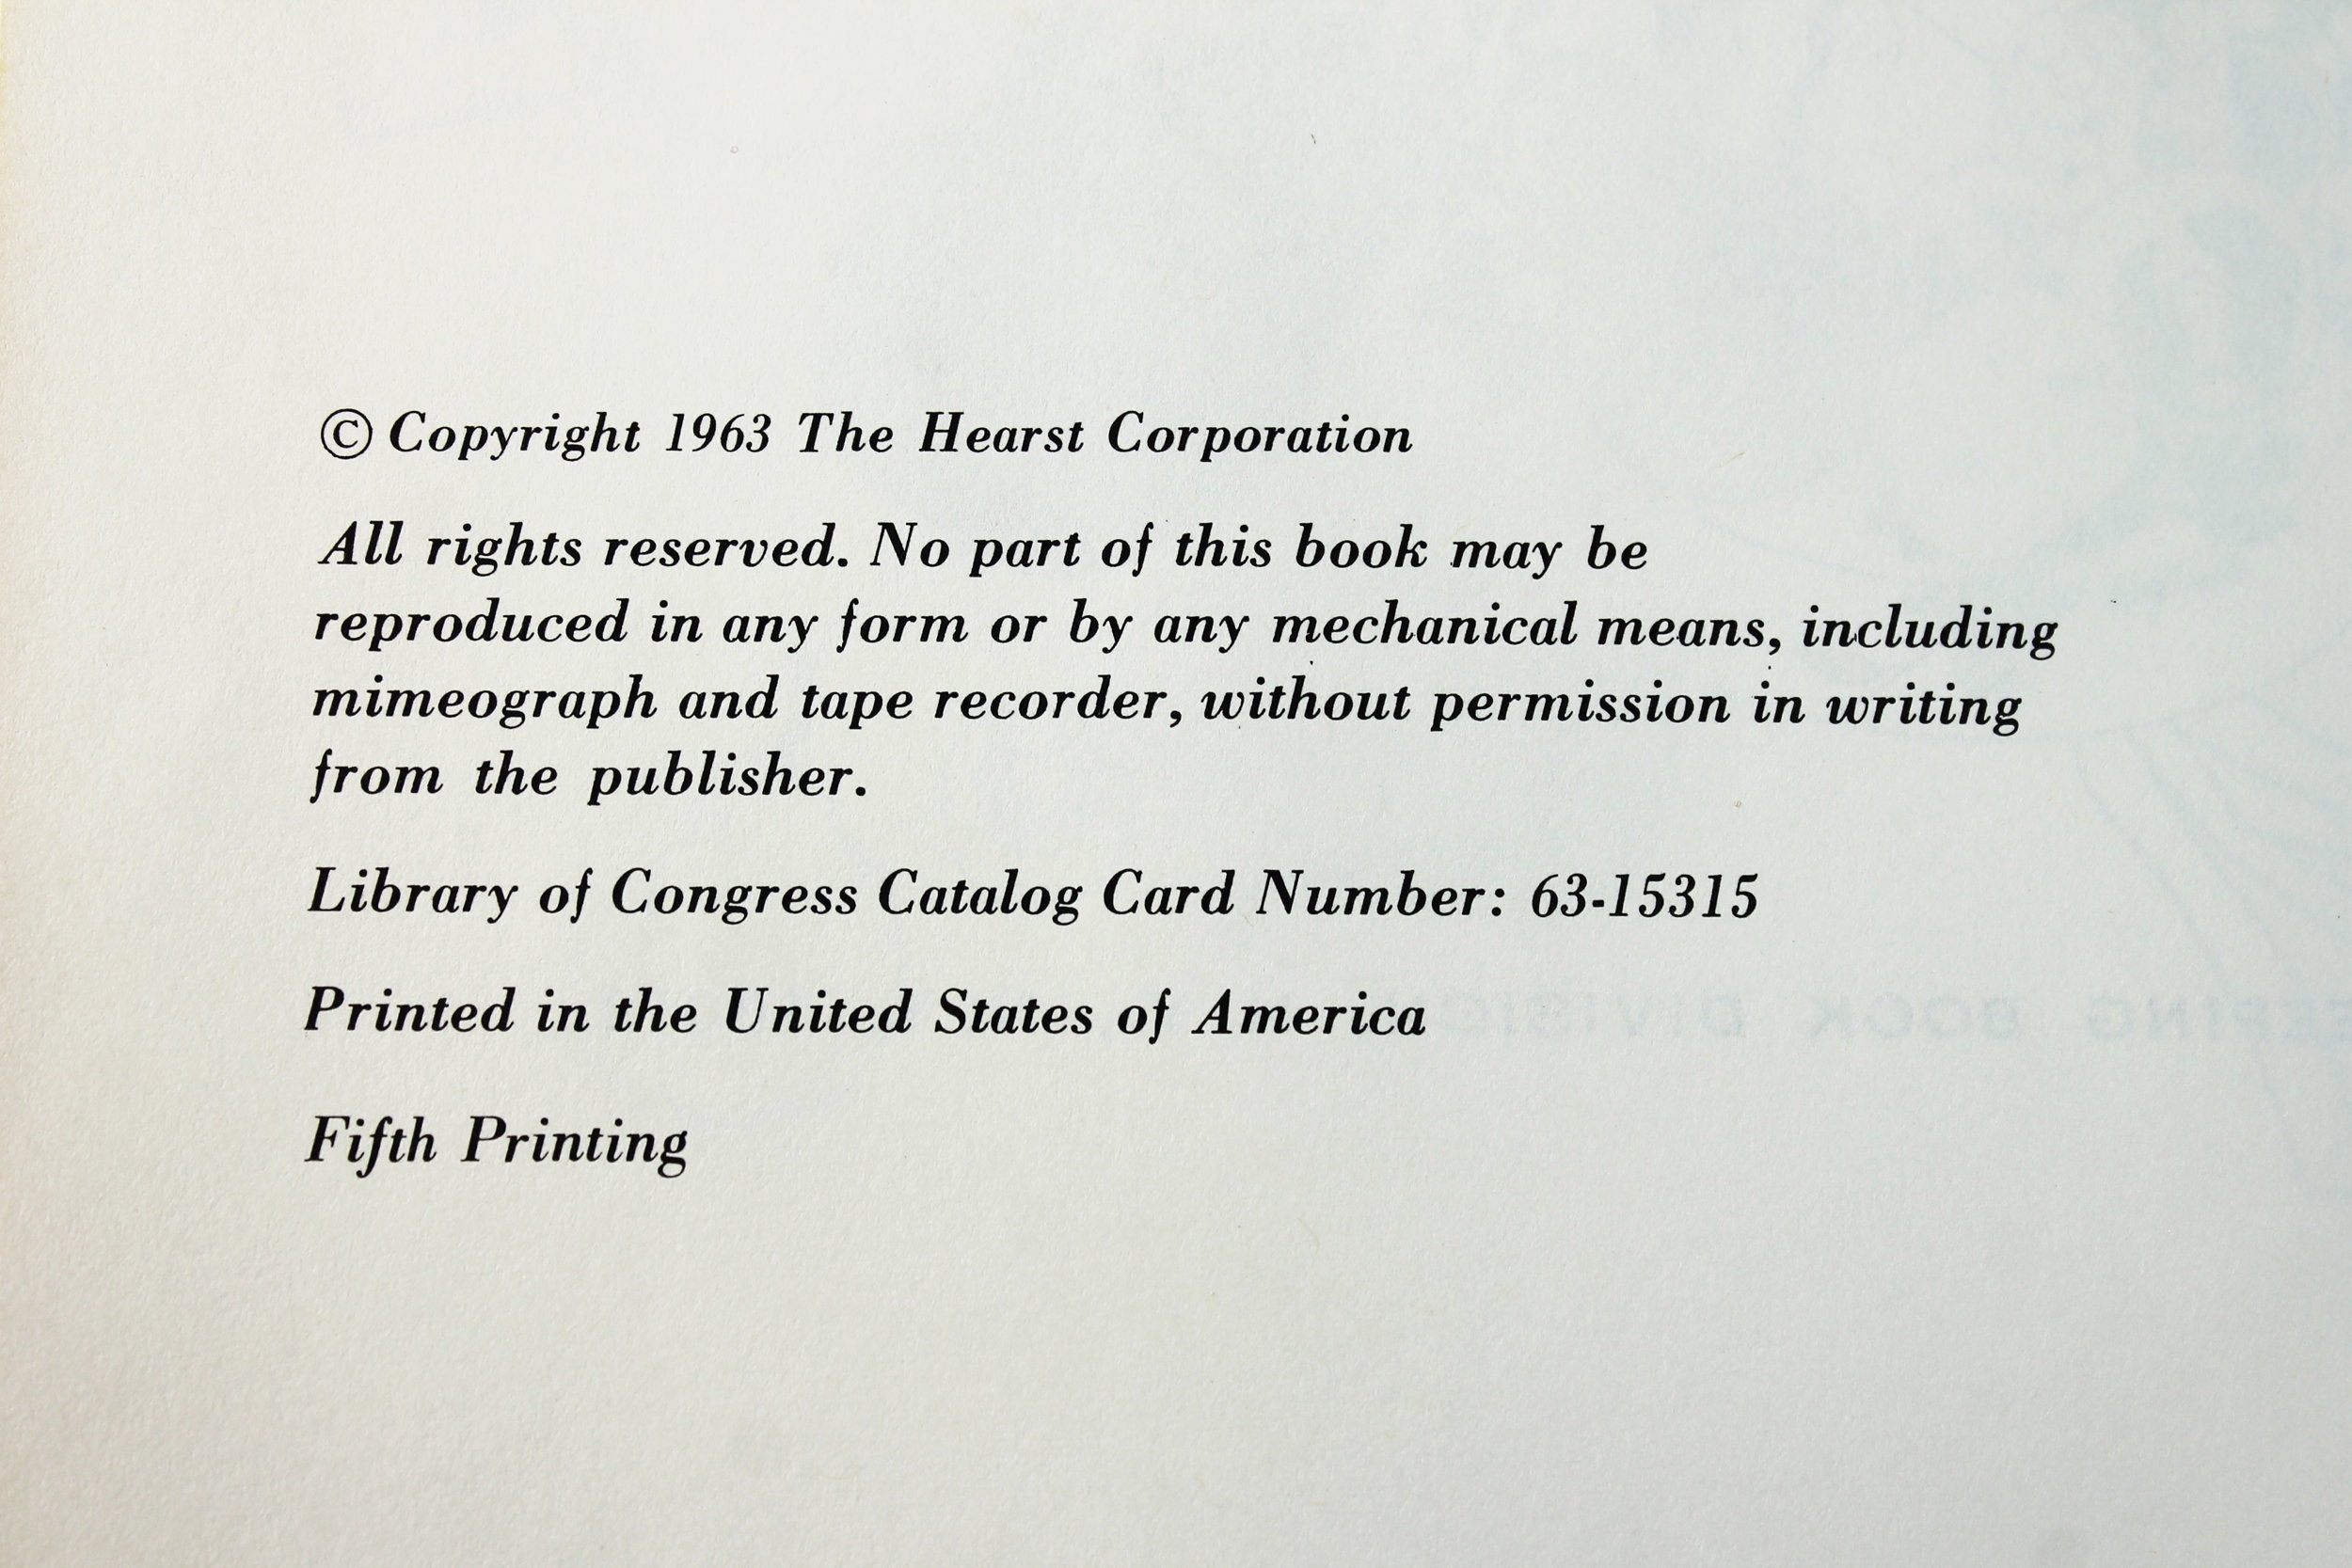 © Copyright 1963 The Hearst Corporation
All rights reserved. No part of this book may be
reproduced in any form or by any mechanical means, including
mimeograph and tape recorder, without permission in writing
from the publisher.
Library of Congress Catalog Card Number: 63-15315
Printed in the United States of America
Fifth Printing